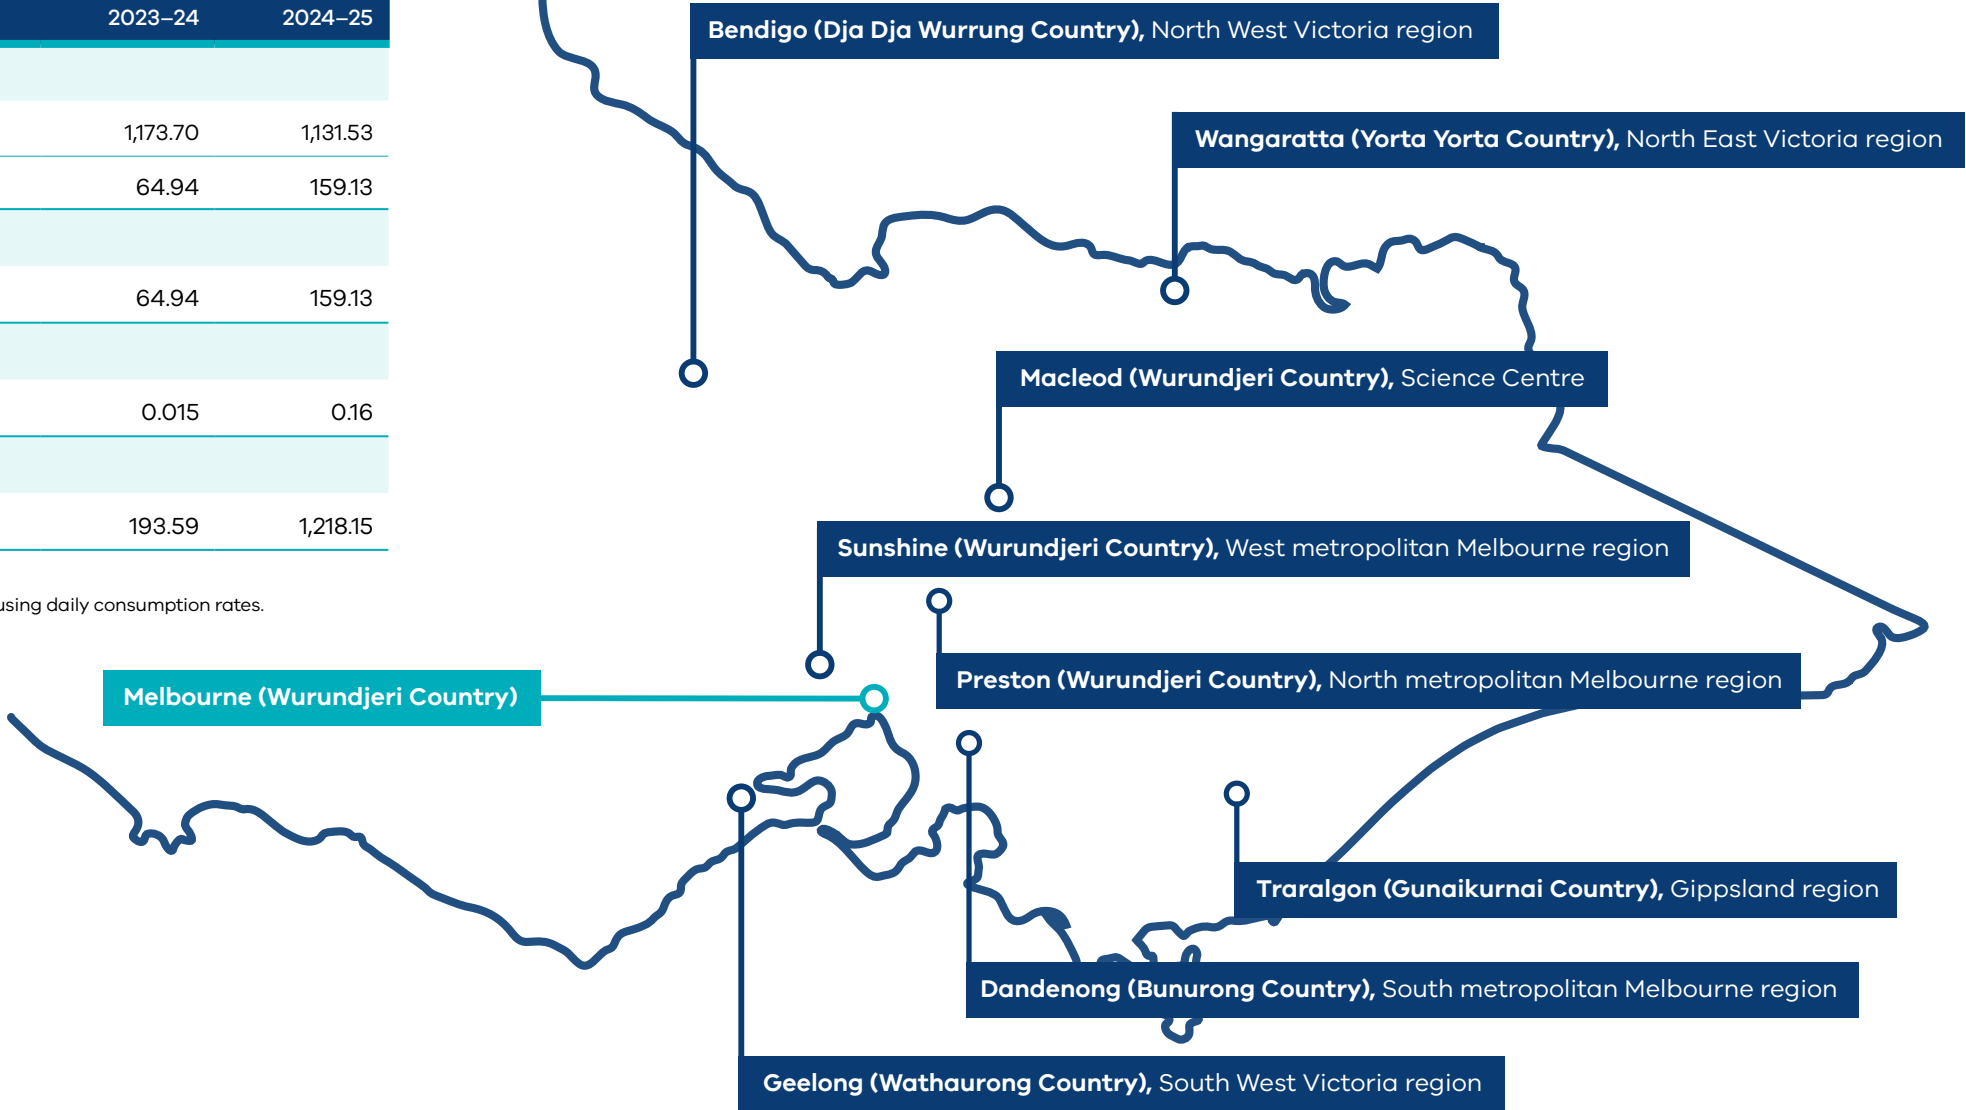 2023–24 2024–25
1,173.70 1,131.53
64.94 159.13
64.94 159.13
0.015 0.16
193.59 1,218.15
using daily consumption rates.
Bendigo (Dja Dja Wurrung Country), North West Victoria region
Wangaratta (Yorta Yorta Country), North East Victoria region
Macleod (Wurundjeri Country), Science Centre
Sunshine (Wurundjeri Country), West metropolitan Melbourne region
Preston (Wurundjeri Country), North metropolitan Melbourne region
Melbourne (Wurundjeri Country)
Traralgon (Gunaikurnai Country), Gippsland region
Dandenong (Bunurong Country), South metropolitan Melbourne region
Geelong (Wathaurong Country), South West Victoria region